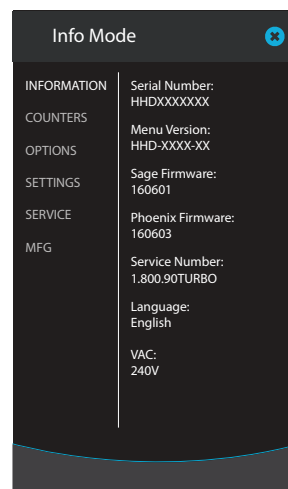 Info Mode
INFORMATION
COUNTERS
OPTIONS
SETTINGS
SERVICE
MFG
Serial Number:
HHDXXXXXXX
Menu Version:
HHD-XXXX-XX
Sage Firmware:
160601
Phoenix Firmware:
160603
Service Number:
1.800.90TURBO
Language:
English
VAC:
240V